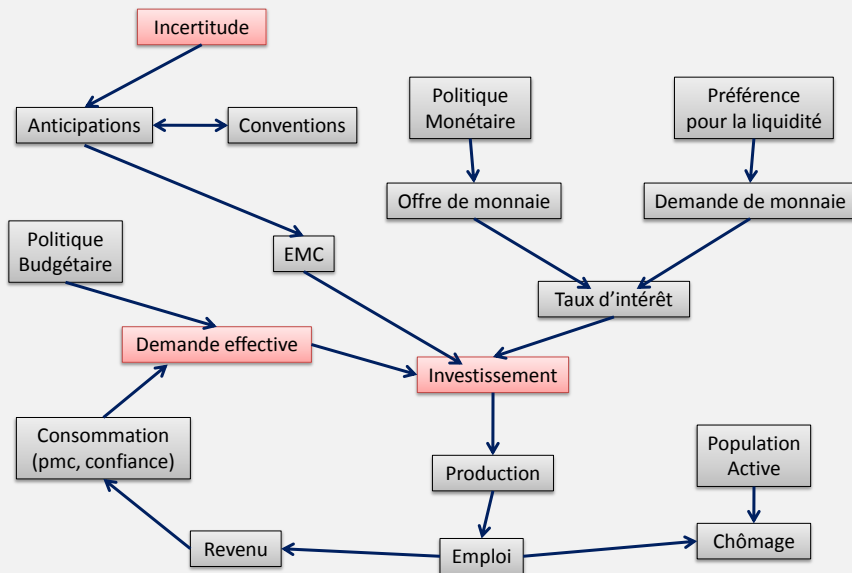 Incertitude
Anticipations
Conventions
Politique
Monétaire
Préférence
pour la liquidité
Offre de monnaie
Demande de monnaie
Politique
Budgétaire
EMC
Taux d’intérêt
Demande effective
Investissement
Consommation
(pmc, confiance)
Production
Population
Active
Revenu
Emploi
Chômage